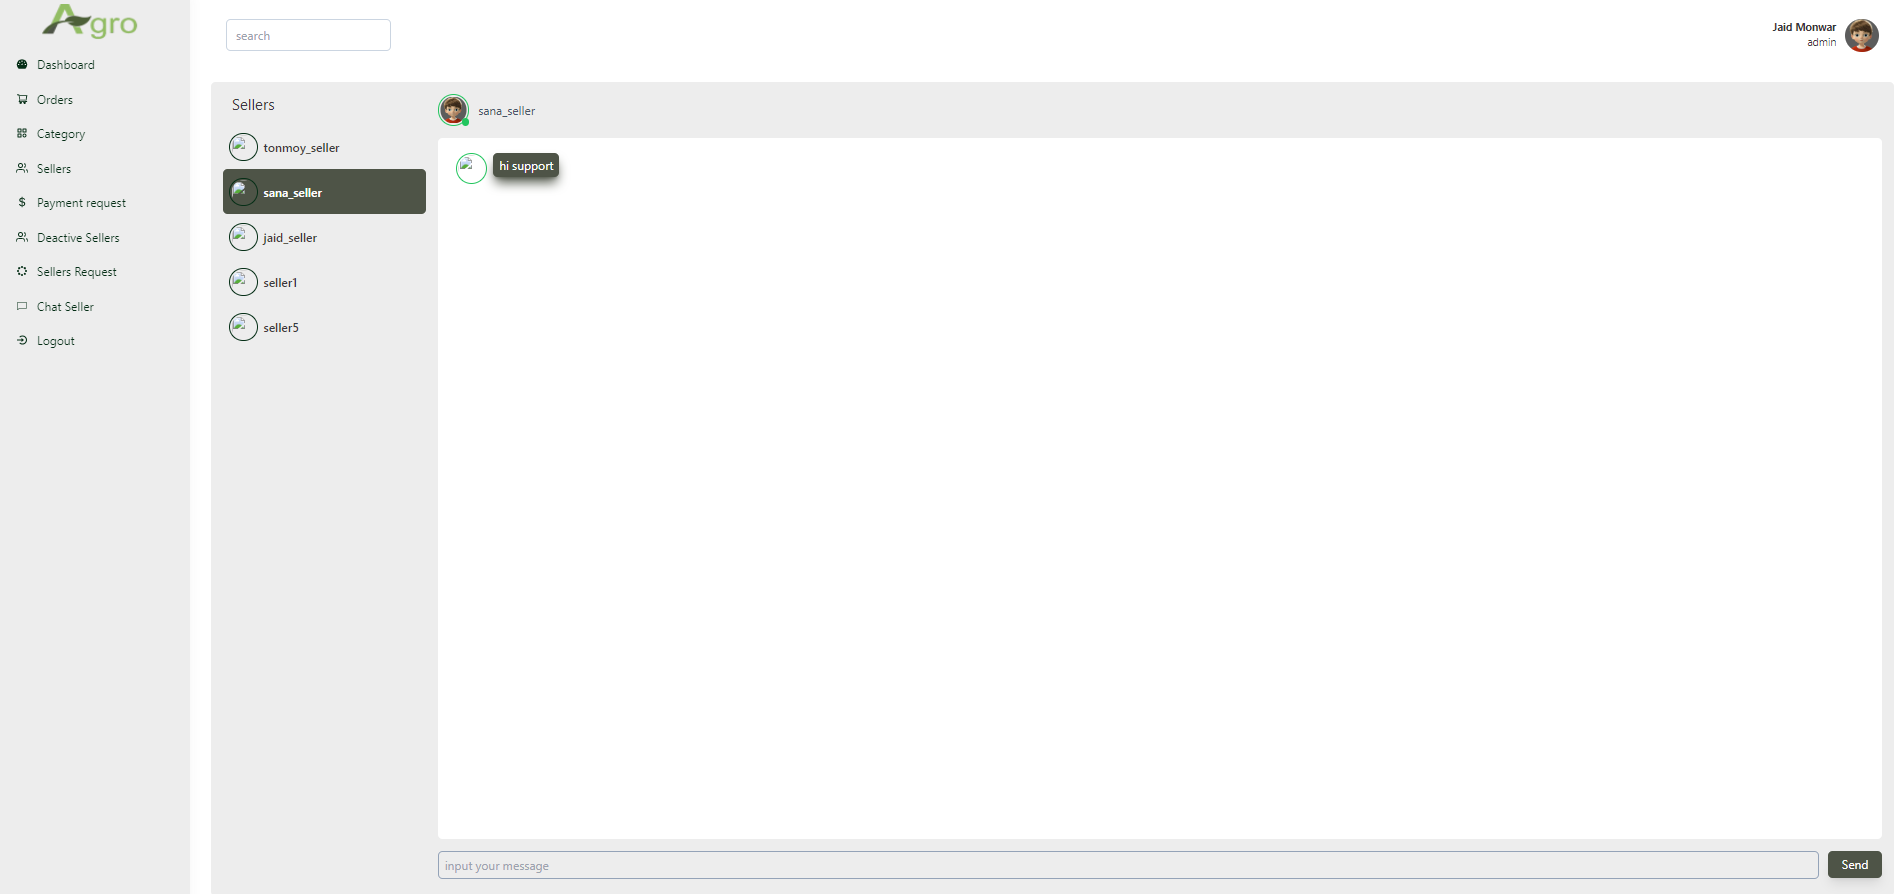 Agro
Dashboard
Orders
Category
Sellers
Payment request
Deactive Sellers
Sellers Request
Chat Seller
Logout
search
Jaid Monwar
admin
Sellers
tonmoy_seller
sana_seller
jaid_seller
seller1
seller5
sana_seller
hi support
input your message
Send